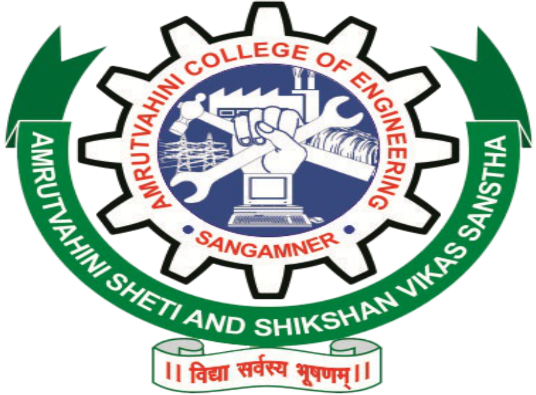 AMRUTVAHINI COLLEGE OF ENGINEERING
SANGAMNER
AMRUTVAHINI SHETI AND SHIKSHAN VIKAS SANSTHA
|| विद्या सर्वस्य भूषणम् ||